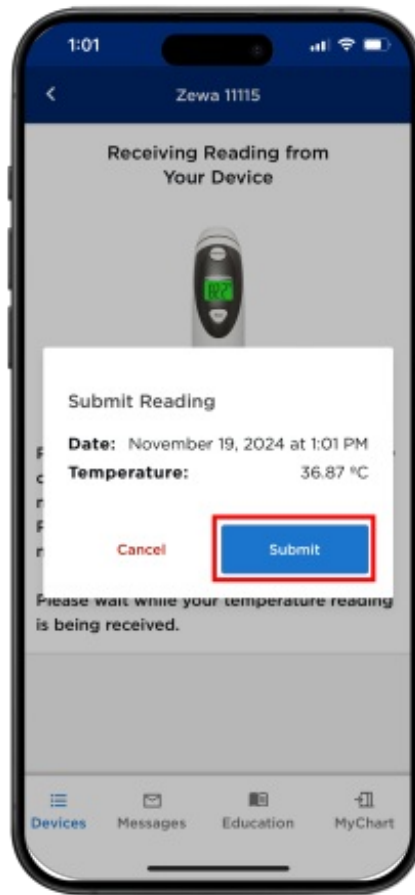 1:01
Zewa 11115
Receiving Reading from
Your Device
Submit Reading
Date: November 19, 2024 at 1:01 PM
Temperature: 36.87 °C
Cancel Submit
Please wait while your temperature reading
is being received.
Devices Messages Education MyChart